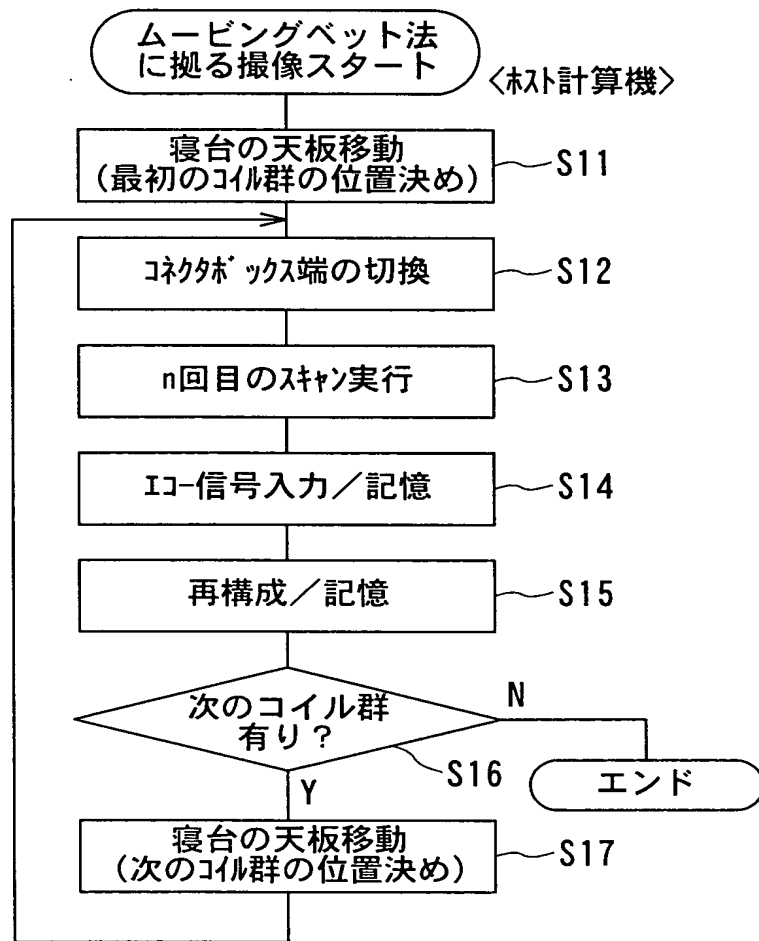 ムービングベット法
に拠る撮像スタート
<ホスト計算機>
寝台の天板移動
(最初のコイル群の位置決め)
S11
コネクタボックス端の切換
S12
n回目のスキャン実行
S13
エコー信号入力／記憶
S14
再構成／記憶
S15
次のコイル群
有り？
N
S16
エンド
Y
寝台の天板移動
(次のコイル群の位置決め)
S17